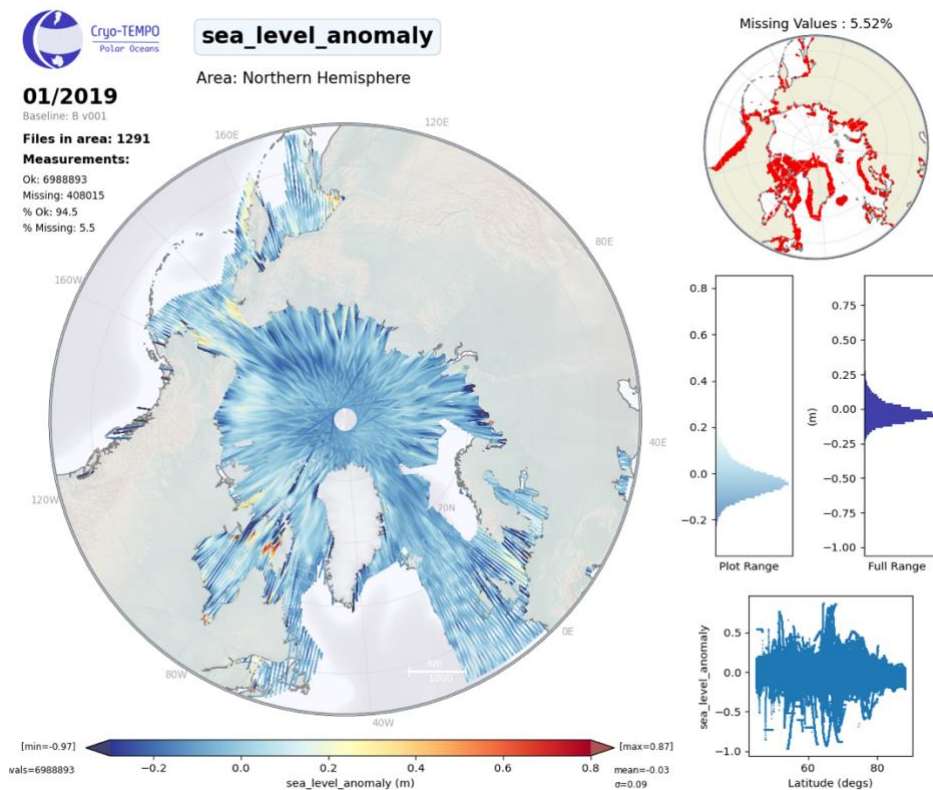 Cryo-TEMPO
Polar Oceans
sea_level_anomaly
Area: Northern Hemisphere
01/2019
Baseline: B v001
Files in area: 1291
Measurements:
Ok: 6988893
Missing: 408015
% Ok: 94.5
% Missing: 5.5
120E
160E
80E
160W
40E
120W
70N
0E
80W
40W
km
1000
[min=-0.97]
[max=0.87]
vals=6988893
−0.2
0.0
0.2
0.4
0.6
0.8
mean=-0.03
σ=0.09
sea_level_anomaly (m)
Missing Values : 5.52%
0.8
0.6
0.4
0.2
0.0
−0.2
Plot Range
(m)
0.75
0.50
0.25
0.00
−0.25
−0.50
−0.75
−1.00
Full Range
sea_level_anomaly
0.5
0.0
−0.5
−1.0
60
80
Latitude (degs)